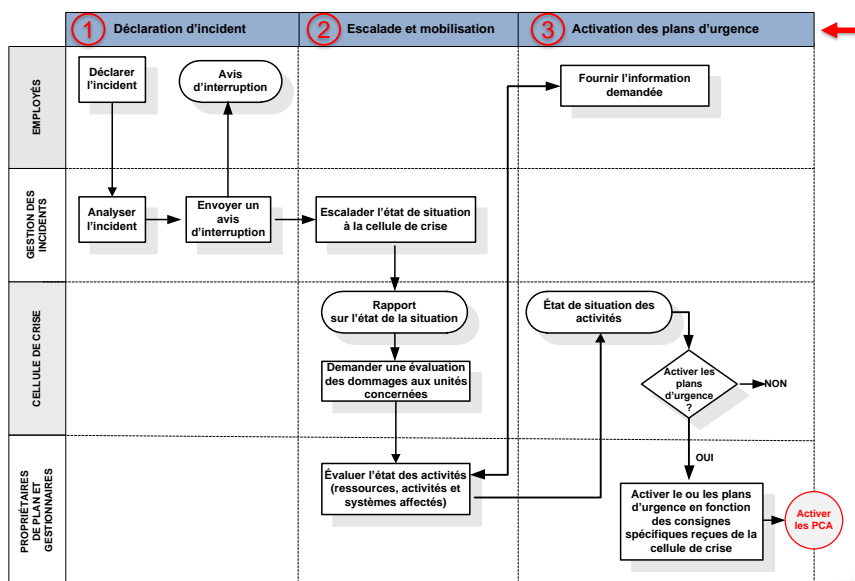 1 Déclaration d’incident
2 Escalade et mobilisation
3 Activation des plans d’urgence
EMPLOYÉS
Déclarer
l’incident
Avis
d’interruption
Fournir l’information
demandée
GESTION DES
INCIDENTS
Analyser
l’incident
Envoyer un
avis
d’interruption
Escalader l’état de situation
à la cellule de crise
CELLULE DE CRISE
Rapport
sur l’état de la situation
Demander une évaluation
des dommages aux unités
concernées
État de situation des
activités
Activer les
plans
d’urgence
?
NON
OUI
PROPRIÉTAIRES
DE PLAN ET
GESTIONNAIRES
Évaluer l’état des activités
(ressources, activités et
systèmes affectés)
Activer le ou les plans
d’urgence en fonction
des consignes
spécifiques reçues de la
cellule de crise
Activer
les PCA